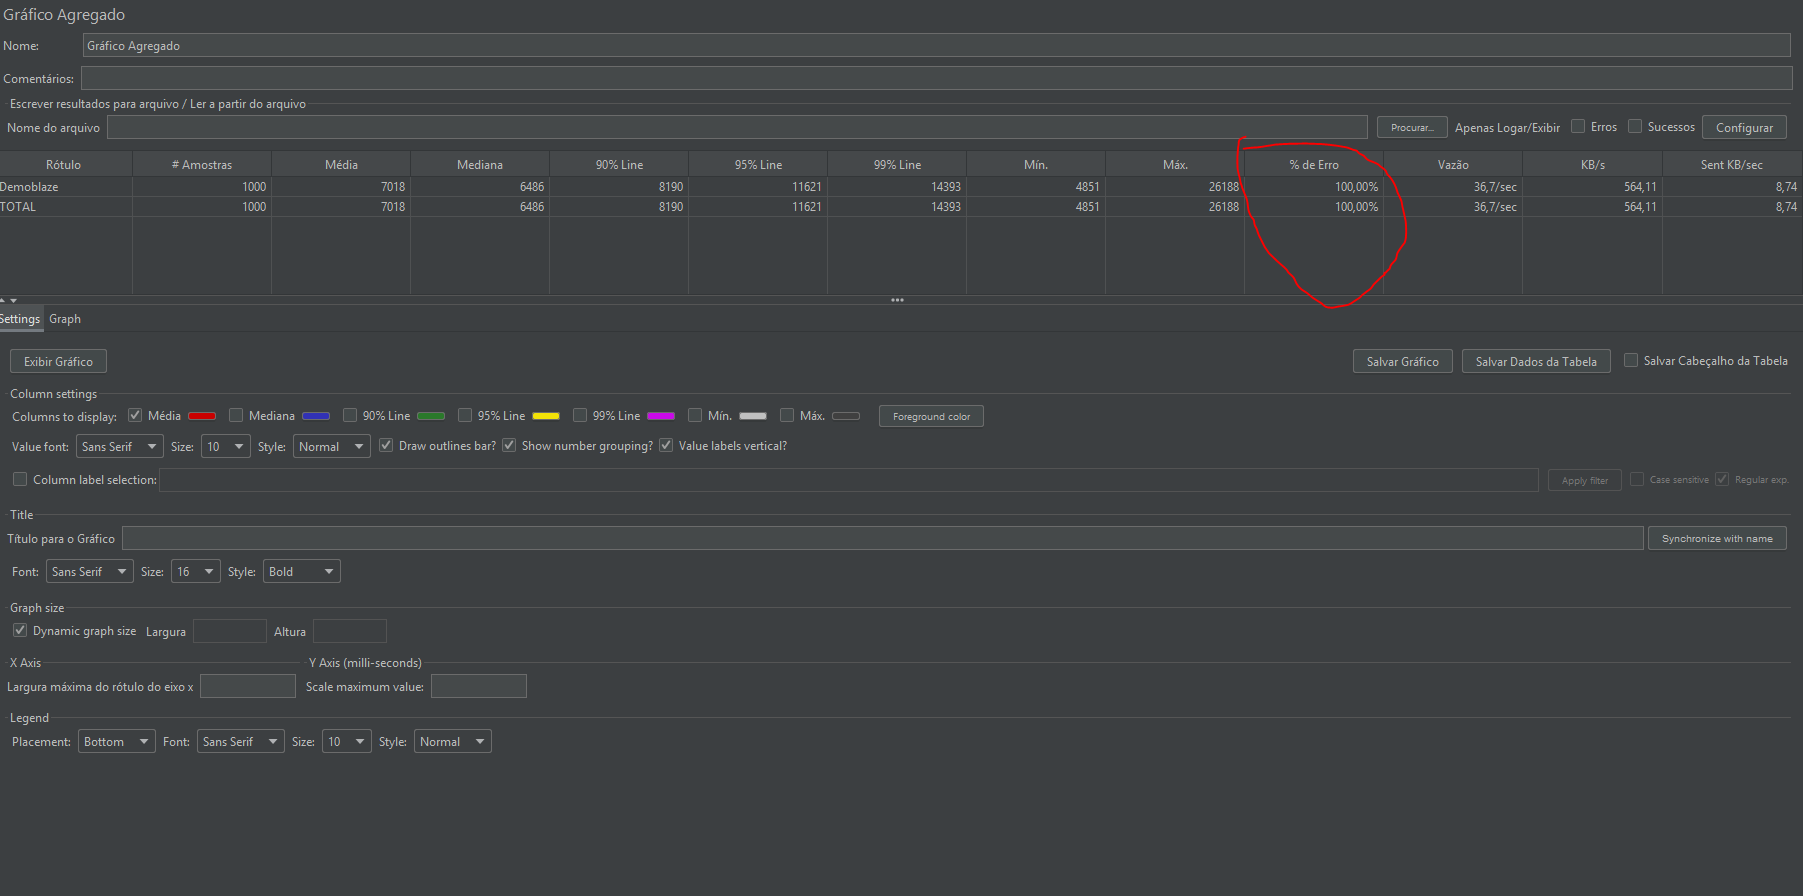 Gráfico Agregado
Nome: Gráfico Agregado
Comentários:
Escrever resultados para arquivo / Ler a partir do arquivo
Nome do arquivo Procurar... Apenas Logar/Exibir Erros Sucessos Configurar
Rótulo # Amostras Média Mediana 90% Line 95% Line 99% Line Mín. Máx. % de Erro Vazão KB/s Sent KB/sec
Demoblaze 1000 7018 6486 8190 11621 14393 4851 26188 100,00% 36,7/sec 564,11 8,74
TOTAL 1000 7018 6486 8190 11621 14393 4851 26188 100,00% 36,7/sec 564,11 8,74
Settings Graph
Exibir Gráfico Salvar Gráfico Salvar Dados da Tabela Salvar Cabeçalho da Tabela
Column settings
Columns to display: Média Mediana 90% Line 95% Line 99% Line Mín. Máx. Foreground color
Value font: Sans Serif Size: 10 Style: Normal Draw outlines bar? Show number grouping? Value labels vertical?
Column label selection: Apply filter Case sensitive Regular exp.
Title
Título para o Gráfico Synchronize with name
Font: Sans Serif Size: 16 Style: Bold
Graph size
Dynamic graph size Largura Altura
X Axis Y Axis (milli-seconds)
Largura máxima do rótulo do eixo x Scale maximum value:
Legend
Placement: Bottom Font: Sans Serif Size: 10 Style: Normal